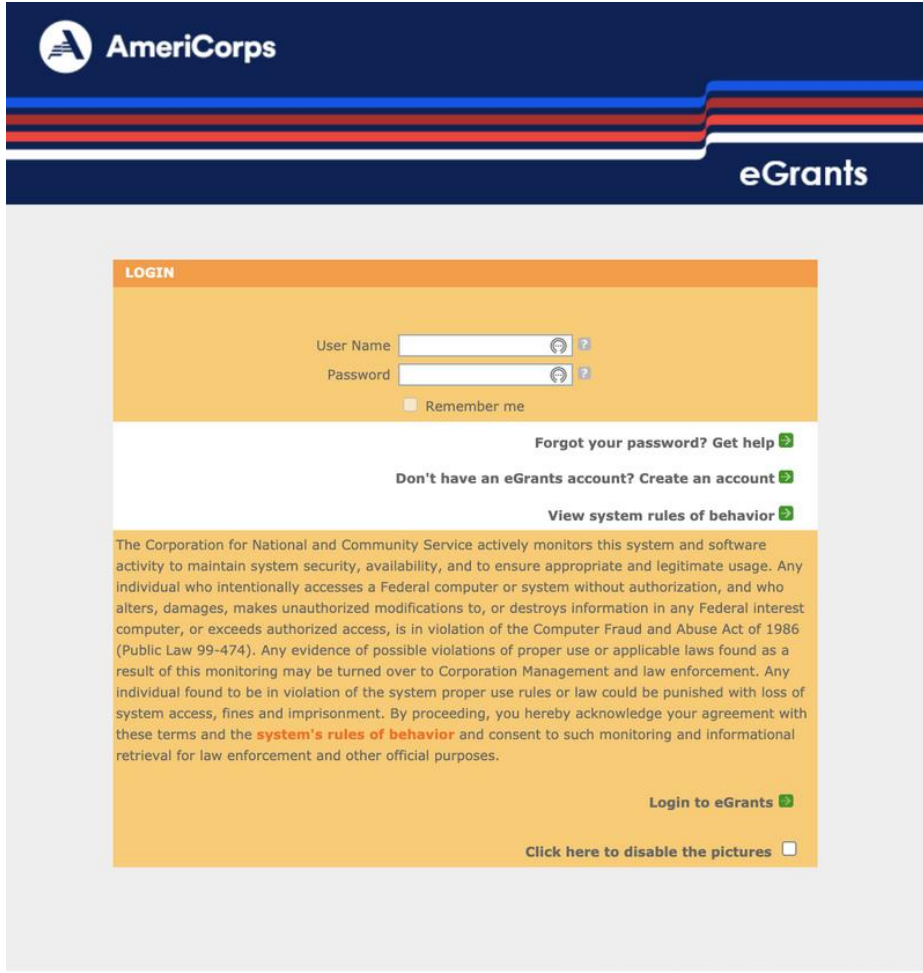 AmeriCorps
eGrants
LOGIN
User Name
Password
Remember me
Forgot your password? Get help
Don't have an eGrants account? Create an account
View system rules of behavior
The Corporation for National and Community Service actively monitors this system and software
activity to maintain system security, availability, and to ensure appropriate and legitimate usage. Any
individual who intentionally accesses a Federal computer or system without authorization, and who
alters, damages, makes unauthorized modifications to, or destroys information in any Federal interest
computer, or exceeds authorized access, is in violation of the Computer Fraud and Abuse Act of 1986
(Public Law 99-474). Any evidence of possible violations of proper use or applicable laws found as a
result of this monitoring may be turned over to Corporation Management and law enforcement. Any
individual found to be in violation of the system proper use rules or law could be punished with loss of
system access, fines and imprisonment. By proceeding, you hereby acknowledge your agreement with
these terms and the system's rules of behavior and consent to such monitoring and informational
retrieval for law enforcement and other official purposes.
Login to eGrants
Click here to disable the pictures